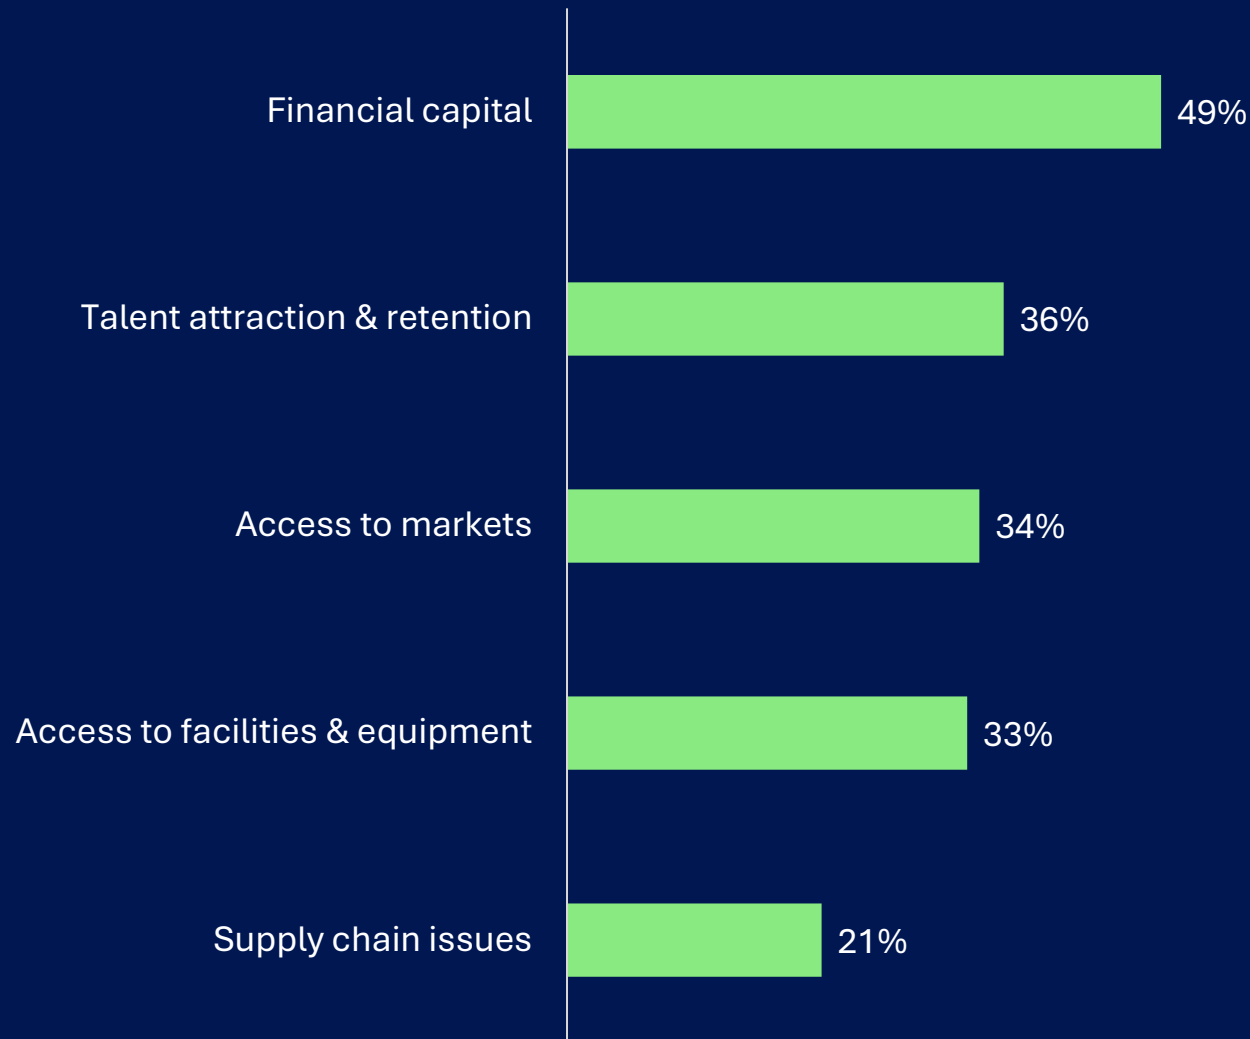 Financial capital 49%
Talent attraction & retention 36%
Access to markets 34%
Access to facilities & equipment 33%
Supply chain issues 21%